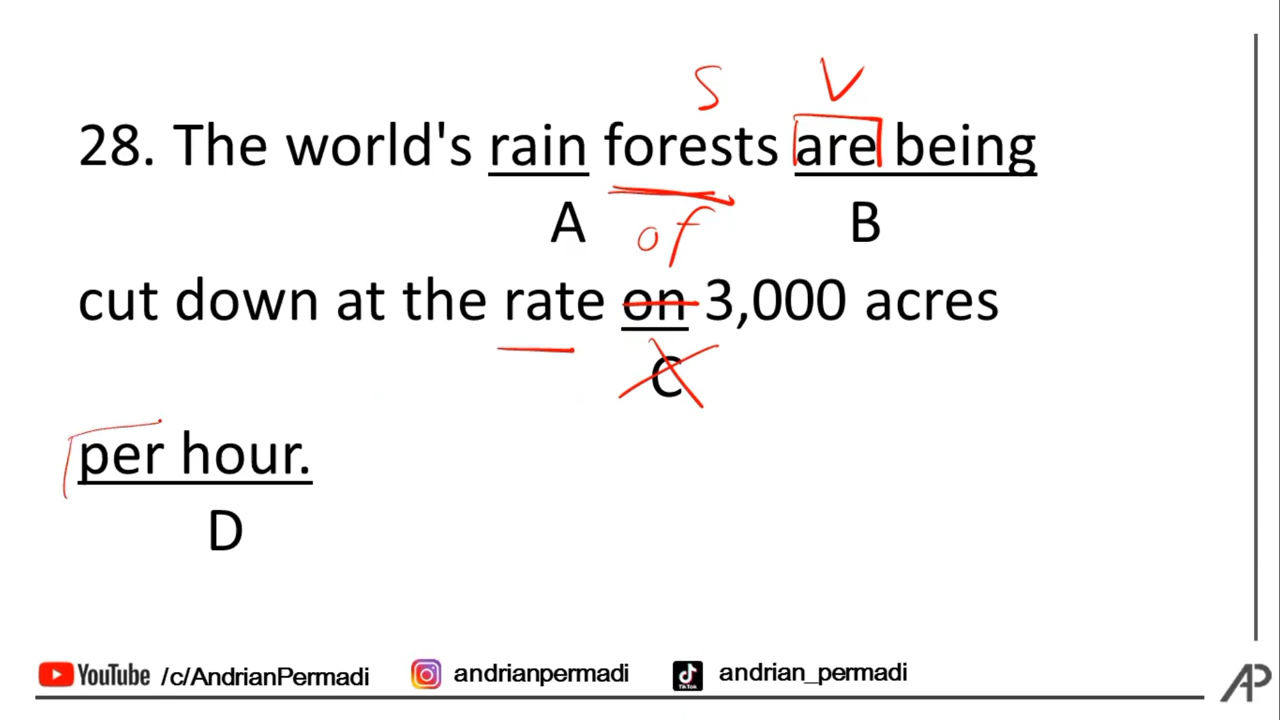 S V
28. The world's rain forests are being
A of B
cut down at the rate on 3,000 acres
C
per hour.
D
YouTube /c/AndrianPermadi andrianpermadi TikTok andrian_permadi AP